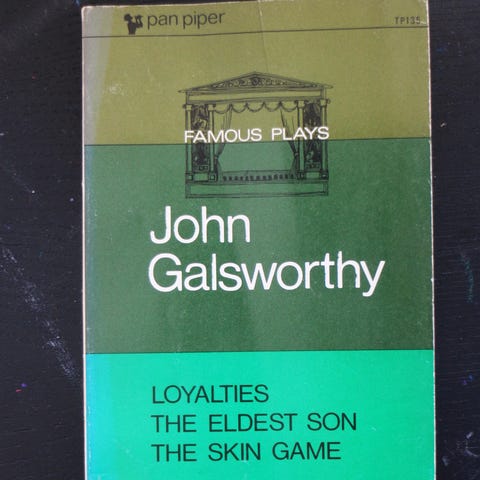 pan piper
TP135
FAMOUS PLAYS
John
Galsworthy
LOYALTIES
THE ELDEST SON
THE SKIN GAME